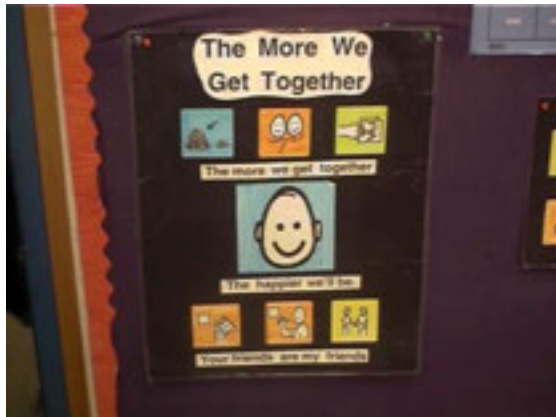 The More We
Get Together
The more we get together
The happier we'll be.
Your friends are my friends